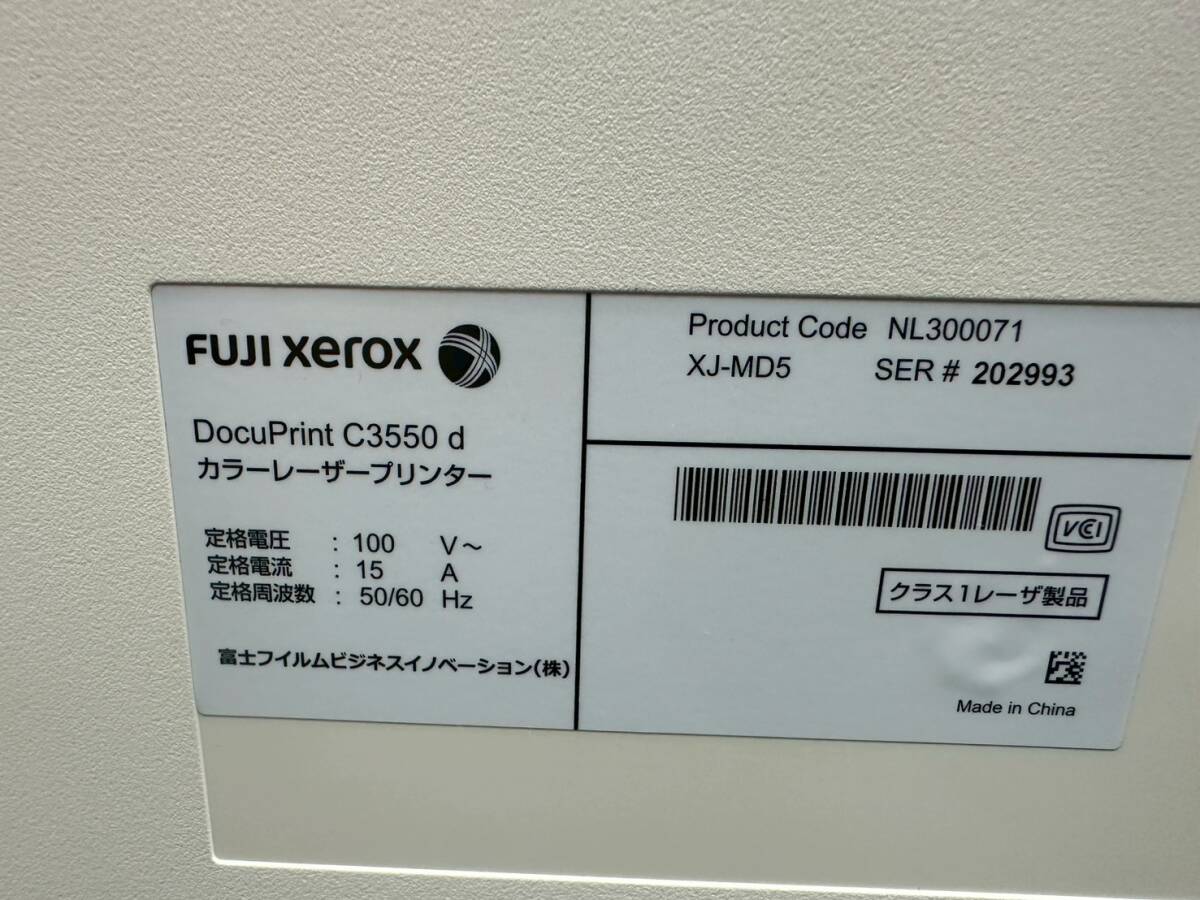 FUJI xerox
DocuPrint C3550 d
カラーレーザープリンター
定格電圧 : 100 V～
定格電流 : 15 A
定格周波数 : 50/60 Hz
富士フイルムビジネスイノベーション(株)
Product Code NL300071
XJ-MD5 SER # 202993
VCCI
クラス1レーザ製品
Made in China